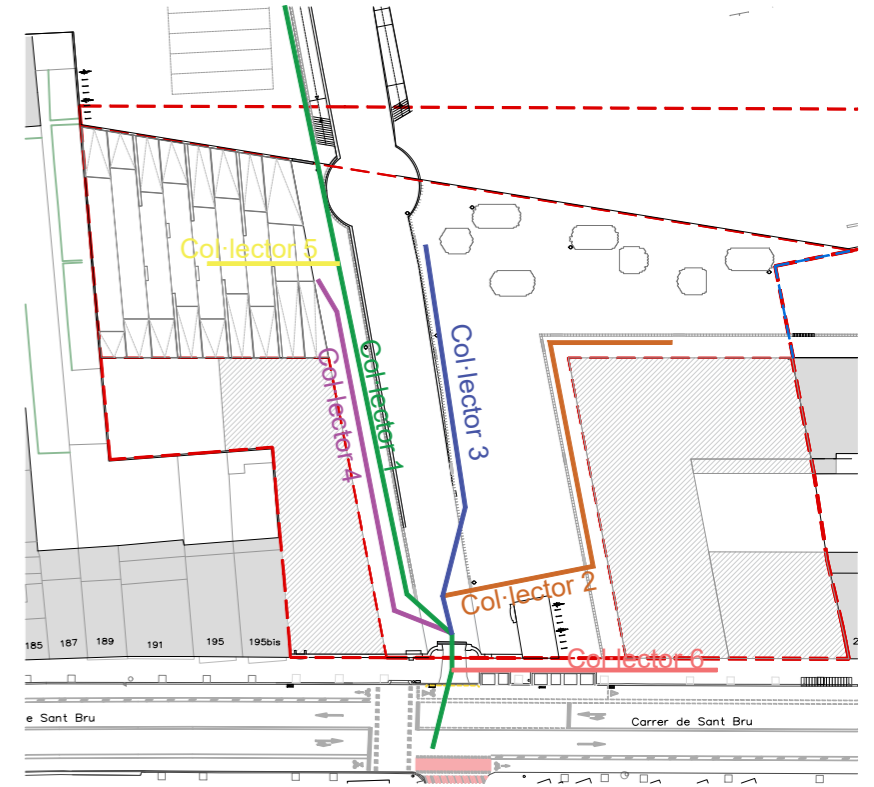 Col·lector 5
Col·lector 1
Col·lector 4
Col·lector 3
Col·lector 2
185
187
189
191
195
195bis
2
Col·lector 6
e Sant Bru
Carrer de Sant Bru